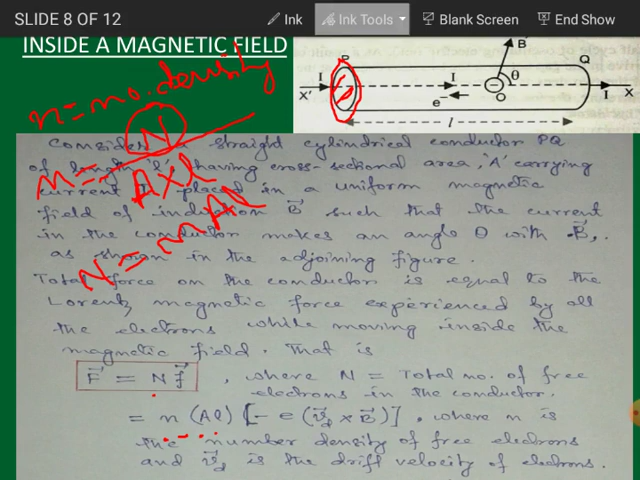 SLIDE 8 OF 12
Ink
Ink Tools
Blank Screen
End Show
INSIDE A MAGNETIC FIELD
n = no. density
n = N
A×l
N = nAl
P
Q
B
I
I
θ
X'
X
e⁻
O
I
l
Consider a straight cylindrical conductor PQ
of length 'l', having cross-sectional area, 'A' carrying
current I placed in a uniform magnetic
field of induction B⃗ such that the current
in the conductor makes an angle θ with B⃗,
as shown in the adjoining figure.
Total force on the conductor is equal to the
Lorentz magnetic force experienced by all
the electrons while moving inside the
magnetic field. That is
F⃗ = N f⃗ , where N = Total no. of free
electrons in the conductor.
= n (Al) [- e (v⃗d × B⃗)] , where n is
the number density of free electrons
and v⃗d is the drift velocity of electrons.